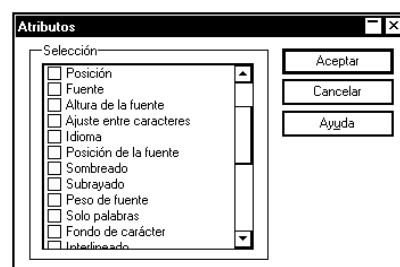 Atributos
Selección
Posición
Fuente
Altura de la fuente
Ajuste entre caracteres
Idioma
Posición de la fuente
Sombreado
Subrayado
Peso de fuente
Solo palabras
Fondo de carácter
Interlineado
Aceptar
Cancelar
Ayuda